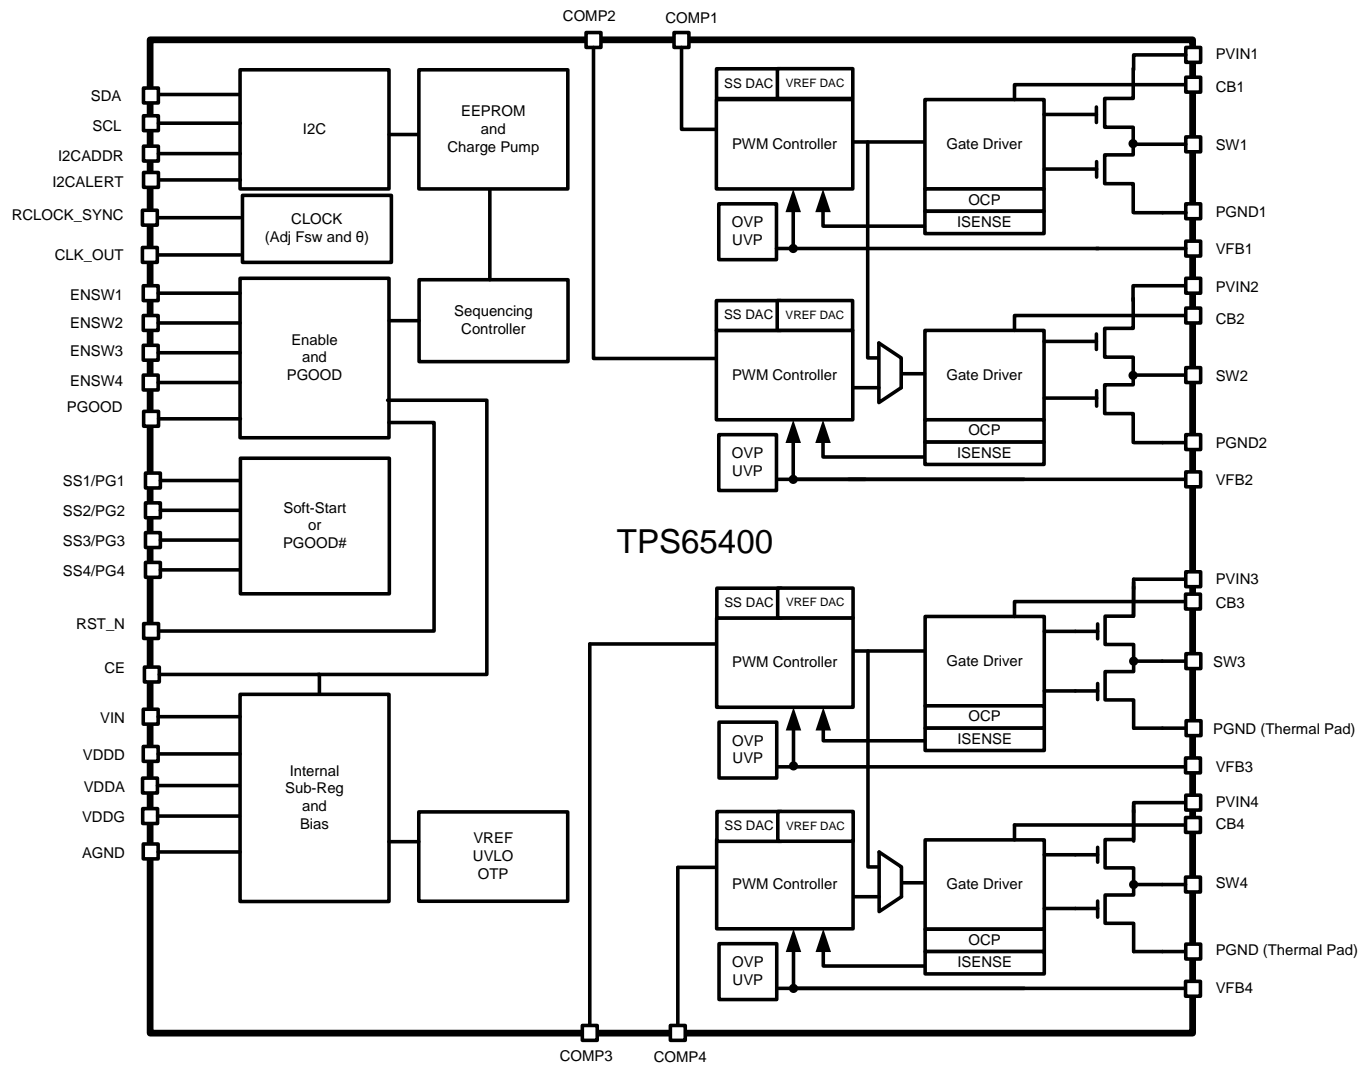 COMP2
COMP1
SDA
SCL
I2CADDR
I2CALERT
RCLOCK_SYNC
CLK_OUT
ENSW1
ENSW2
ENSW3
ENSW4
PGOOD
SS1/PG1
SS2/PG2
SS3/PG3
SS4/PG4
RST_N
CE
VIN
VDDD
VDDA
VDDG
AGND
I2C
EEPROM
and
Charge Pump
CLOCK
(Adj Fsw and θ)
Enable
and
PGOOD
Sequencing
Controller
Soft-Start
or
PGOOD#
Internal
Sub-Reg
and
Bias
VREF
UVLO
OTP
TPS65400
SS DAC
VREF DAC
PWM Controller
OVP
UVP
Gate Driver
OCP
ISENSE
PVIN1
CB1
SW1
PGND1
VFB1
SS DAC
VREF DAC
PWM Controller
OVP
UVP
Gate Driver
OCP
ISENSE
PVIN2
CB2
SW2
PGND2
VFB2
SS DAC
VREF DAC
PWM Controller
OVP
UVP
Gate Driver
OCP
ISENSE
PVIN3
CB3
SW3
PGND (Thermal Pad)
VFB3
SS DAC
VREF DAC
PWM Controller
OVP
UVP
Gate Driver
OCP
ISENSE
PVIN4
CB4
SW4
PGND (Thermal Pad)
VFB4
COMP3
COMP4